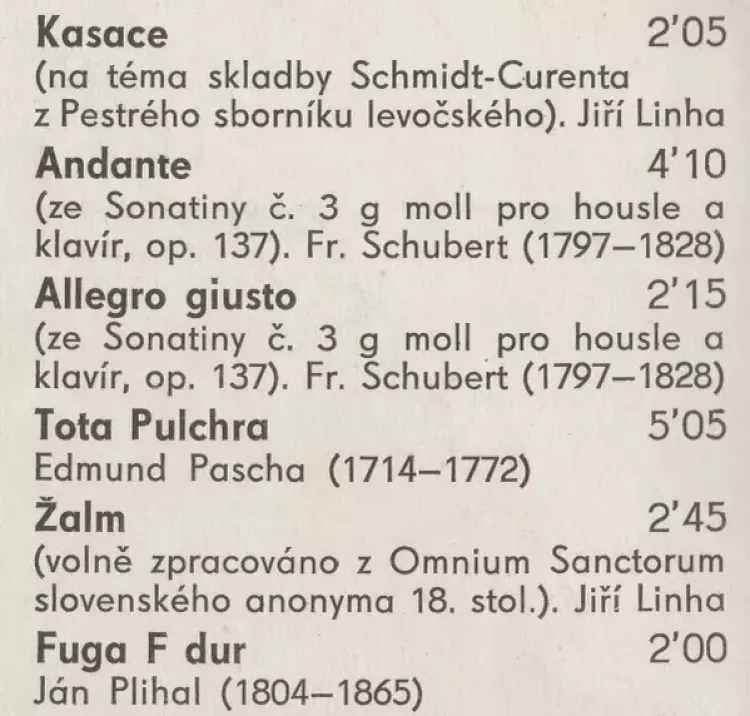 Kasace 2'05
(na téma skladby Schmidt-Curenta
z Pestrého sborníku levočského). Jiří Linha
Andante 4'10
(ze Sonatiny č. 3 g moll pro housle a
klavír, op. 137). Fr. Schubert (1797–1828)
Allegro giusto 2'15
(ze Sonatiny č. 3 g moll pro housle a
klavír, op. 137). Fr. Schubert (1797–1828)
Tota Pulchra 5'05
Edmund Pascha (1714–1772)
Žalm 2'45
(volně zpracováno z Omnium Sanctorum
slovenského anonyma 18. stol.). Jiří Linha
Fuga F dur 2'00
Ján Plihal (1804–1865)